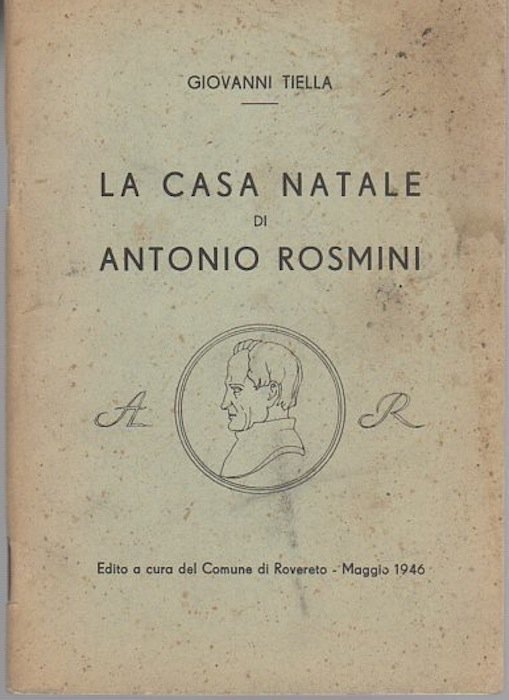 GIOVANNI TIELLA
LA CASA NATALE
DI
ANTONIO ROSMINI
A R
Edito a cura del Comune di Rovereto - Maggio 1946